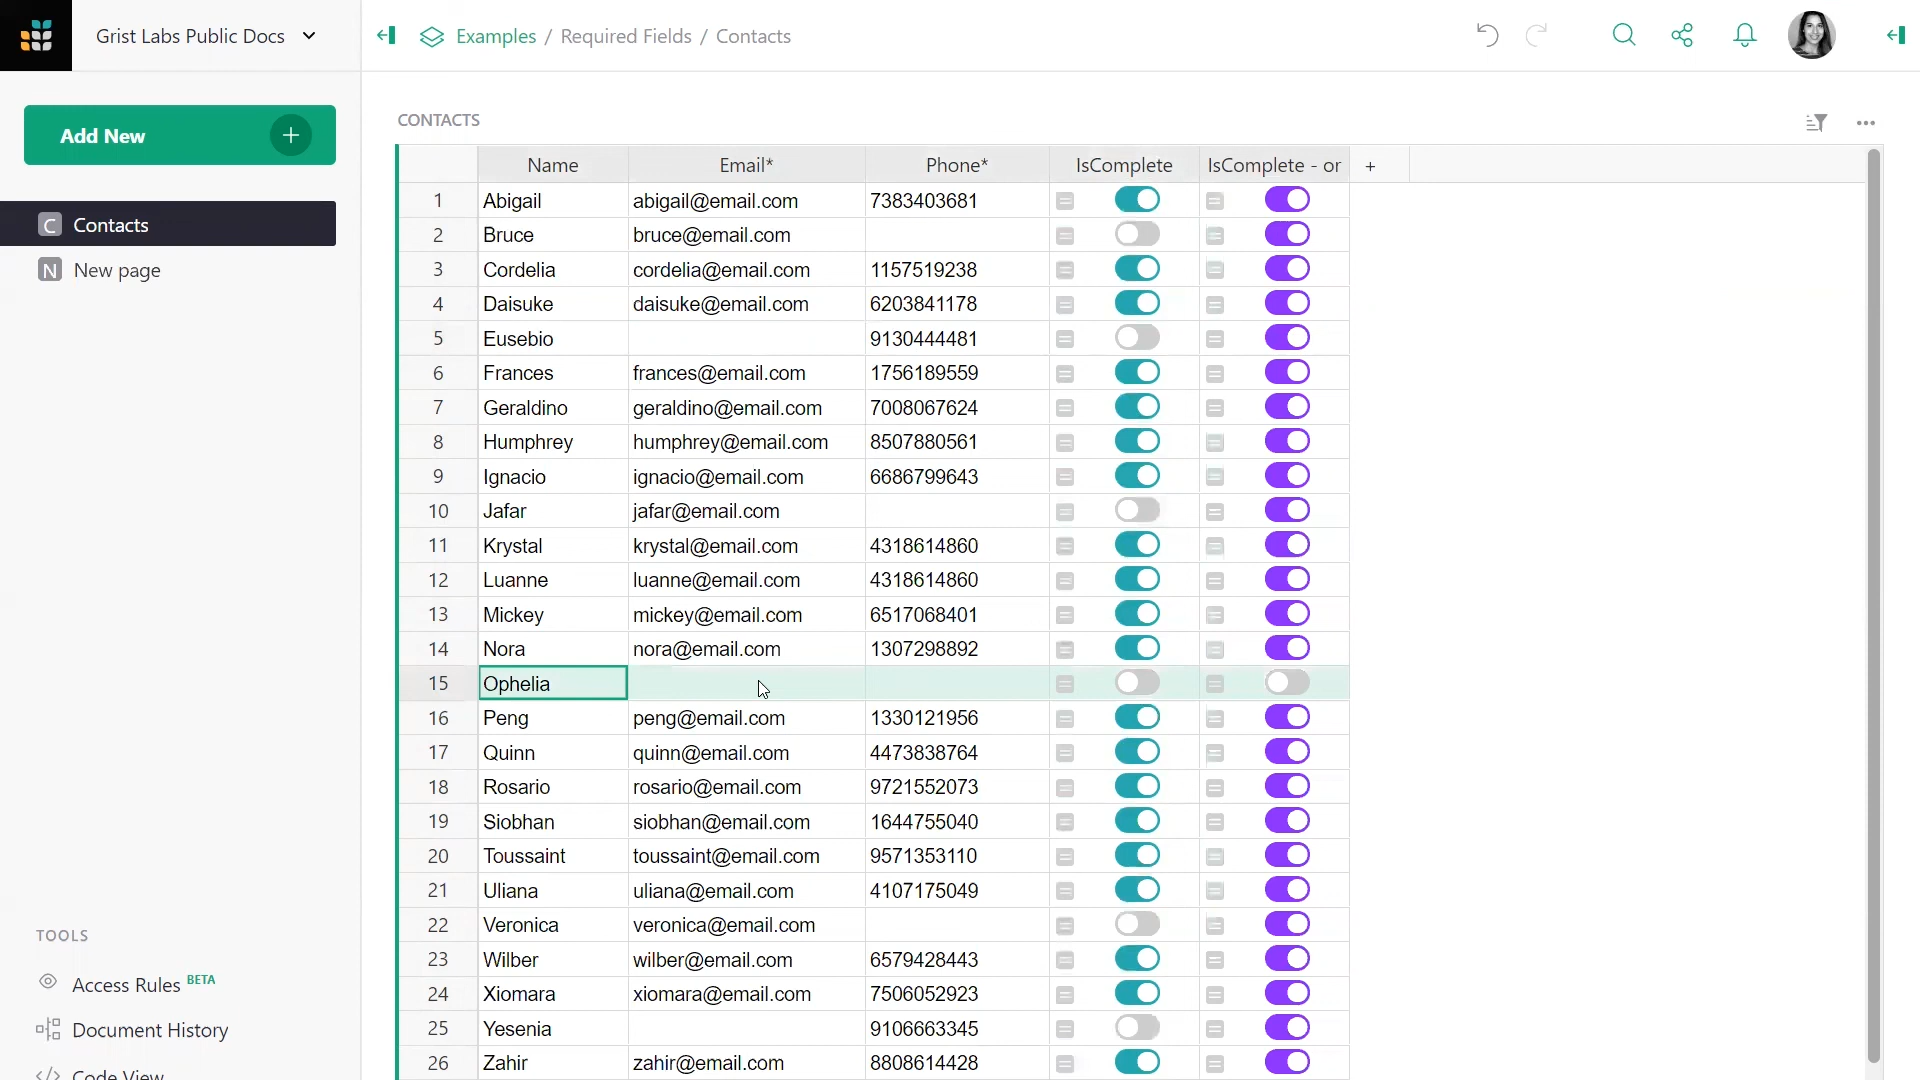 Grist Labs Public Docs
Examples / Required Fields / Contacts
Add New
C Contacts
N New page
CONTACTS
Name Email* Phone* IsComplete IsComplete - or +
1 Abigail abigail@email.com 7383403681
2 Bruce bruce@email.com
3 Cordelia cordelia@email.com 1157519238
4 Daisuke daisuke@email.com 6203841178
5 Eusebio 9130444481
6 Frances frances@email.com 1756189559
7 Geraldino geraldino@email.com 7008067624
8 Humphrey humphrey@email.com 8507880561
9 Ignacio ignacio@email.com 6686799643
10 Jafar jafar@email.com
11 Krystal krystal@email.com 4318614860
12 Luanne luanne@email.com 4318614860
13 Mickey mickey@email.com 6517068401
14 Nora nora@email.com 1307298892
15 Ophelia
16 Peng peng@email.com 1330121956
17 Quinn quinn@email.com 4473838764
18 Rosario rosario@email.com 9721552073
19 Siobhan siobhan@email.com 1644755040
20 Toussaint toussaint@email.com 9571353110
21 Uliana uliana@email.com 4107175049
22 Veronica veronica@email.com
23 Wilber wilber@email.com 6579428443
24 Xiomara xiomara@email.com 7506052923
25 Yesenia 9106663345
26 Zahir zahir@email.com 8808614428
TOOLS
Access Rules BETA
Document History
Code View